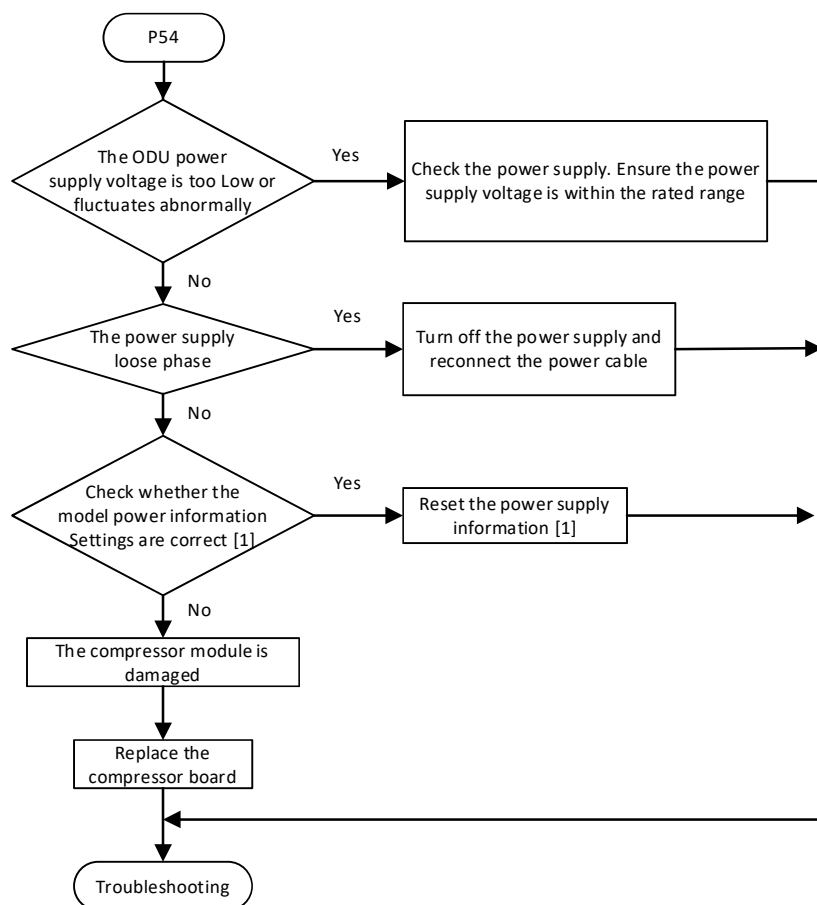 P54
The ODU power
supply voltage is too Low or
fluctuates abnormally
Yes
Check the power supply. Ensure the power
supply voltage is within the rated range
No
The power supply
loose phase
Yes
Turn off the power supply and
reconnect the power cable
No
Check whether the
model power information
Settings are correct [1]
Yes
Reset the power supply
information [1]
No
The compressor module is
damaged
Replace the
compressor board
Troubleshooting